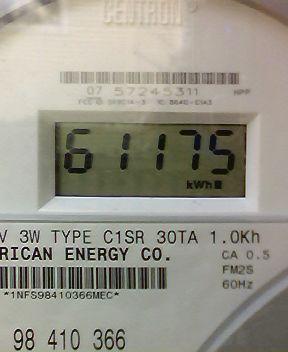 CENTRON
07 57245311
61175
kWh
V 3W TYPE C1SR 30TA 1.0Kh
RICAN ENERGY CO. CA 0.5
FM2S
*1NFS98410366MEC* 60Hz
98 410 366